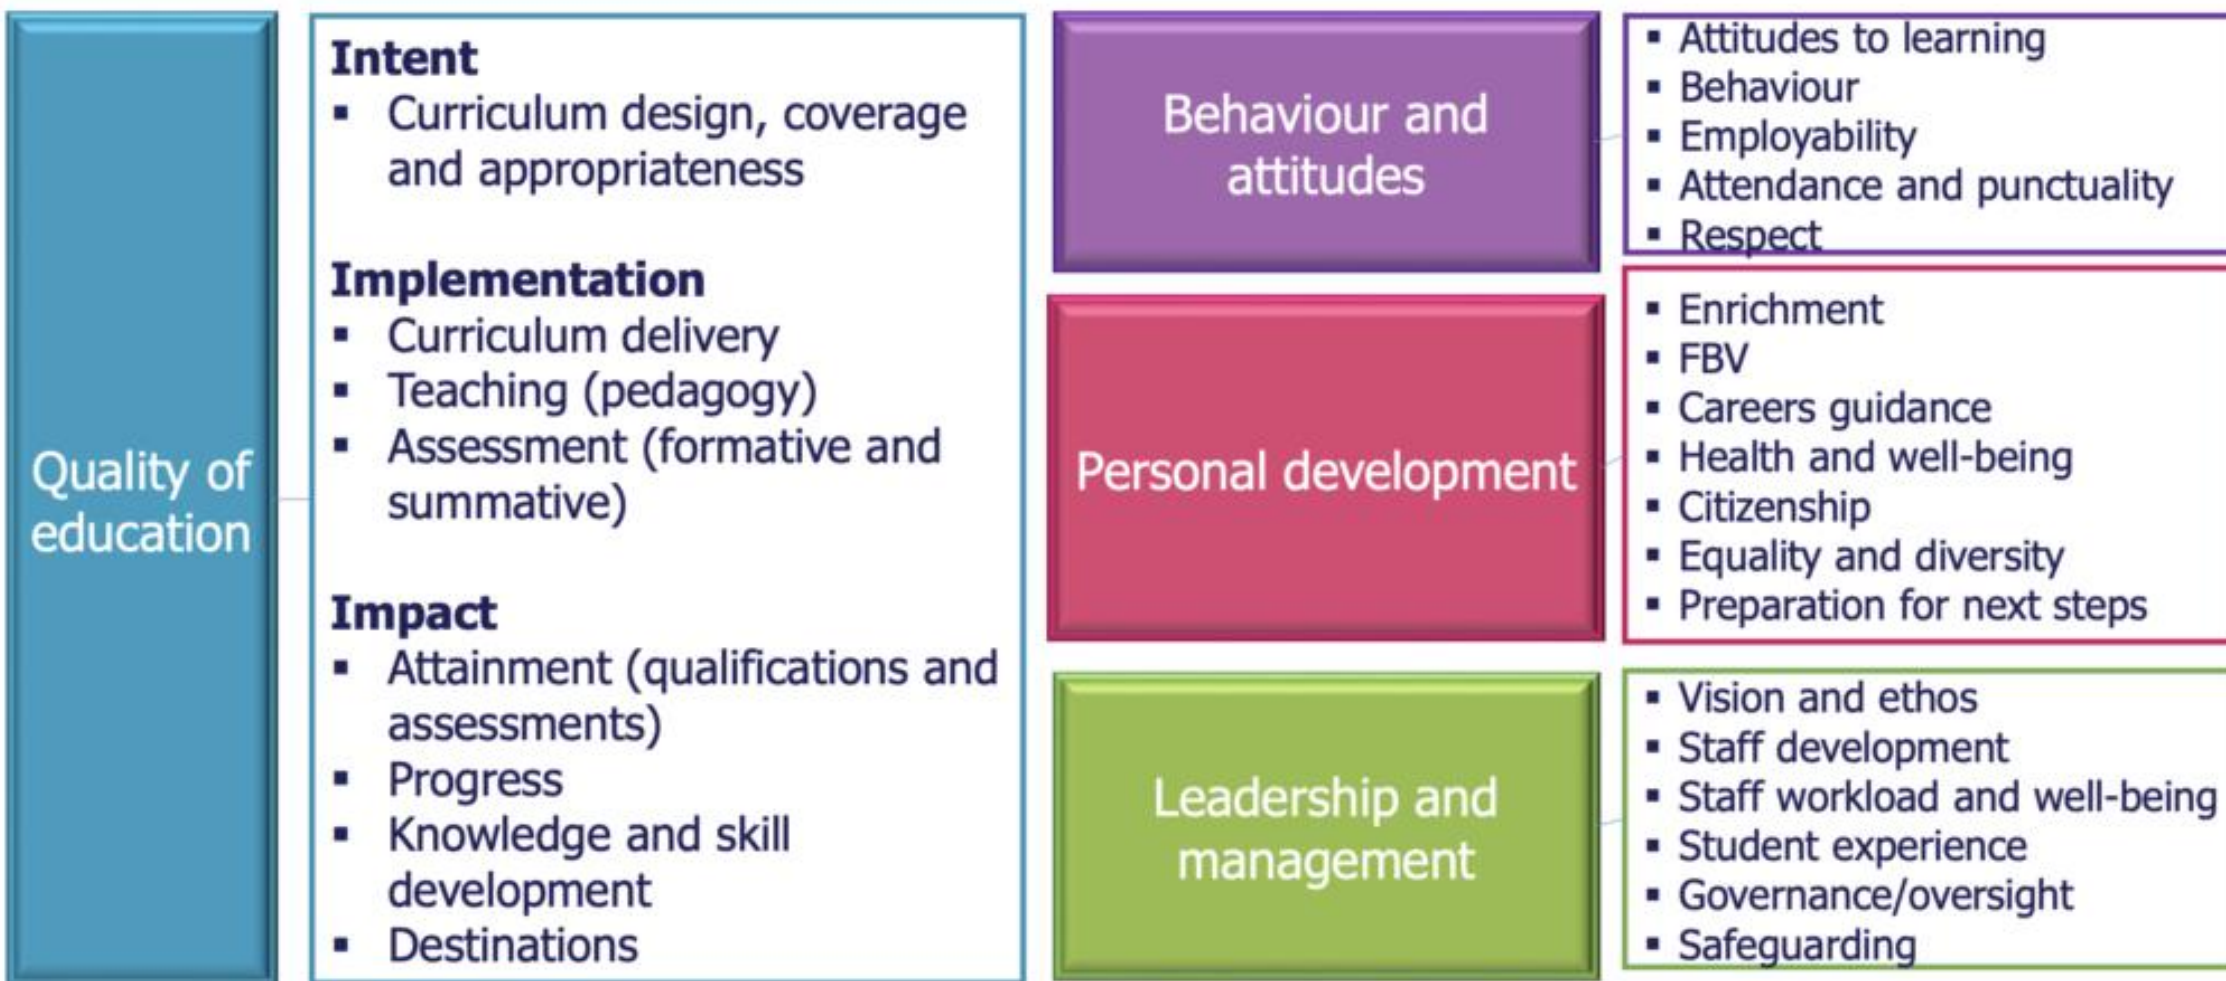 Quality of
education
Intent
▪ Curriculum design, coverage
and appropriateness
Implementation
▪ Curriculum delivery
▪ Teaching (pedagogy)
▪ Assessment (formative and
summative)
Impact
▪ Attainment (qualifications and
assessments)
▪ Progress
▪ Knowledge and skill
development
▪ Destinations
Behaviour and
attitudes
▪ Attitudes to learning
▪ Behaviour
▪ Employability
▪ Attendance and punctuality
▪ Respect
Personal development
▪ Enrichment
▪ FBV
▪ Careers guidance
▪ Health and well-being
▪ Citizenship
▪ Equality and diversity
▪ Preparation for next steps
Leadership and
management
▪ Vision and ethos
▪ Staff development
▪ Staff workload and well-being
▪ Student experience
▪ Governance/oversight
▪ Safeguarding